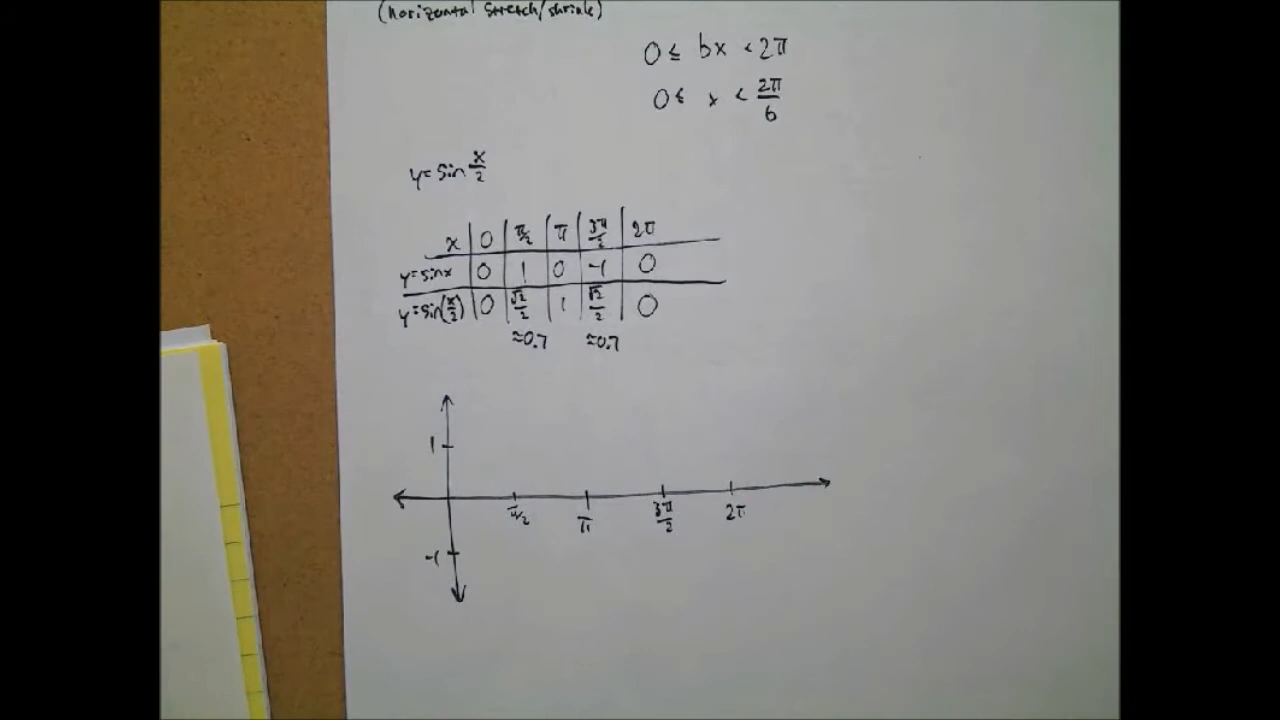 (horizontal stretch/shrink)
0 ≤ bx < 2π
0 ≤ x < 2π/b
y=sin x/2
x | 0 | π/2 | π | 3π/2 | 2π
y=sinx | 0 | 1 | 0 | -1 | 0
y=sin(x/2) | 0 | √2/2 | 1 | √2/2 | 0
≈0.7 ≈0.7
1
π/2 π 3π/2 2π
-1